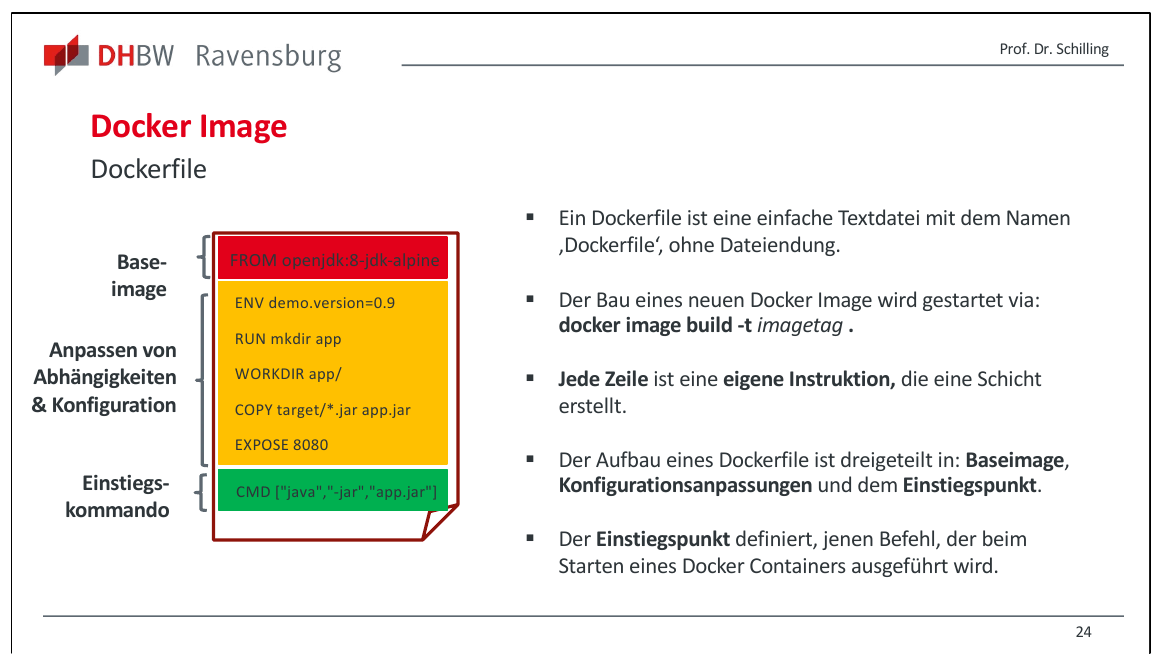 DHBW Ravensburg
Prof. Dr. Schilling
Docker Image
Dockerfile
Base-
image
Anpassen von
Abhängigkeiten
& Konfiguration
Einstiegs-
kommando
FROM openjdk:8-jdk-alpine
ENV demo.version=0.9
RUN mkdir app
WORKDIR app/
COPY target/*.jar app.jar
EXPOSE 8080
CMD ["java","-jar","app.jar"]
▪ Ein Dockerfile ist eine einfache Textdatei mit dem Namen
‚Dockerfile‘, ohne Dateiendung.
▪ Der Bau eines neuen Docker Image wird gestartet via:
docker image build -t imagetag .
▪ Jede Zeile ist eine eigene Instruktion, die eine Schicht
erstellt.
▪ Der Aufbau eines Dockerfile ist dreigeteilt in: Baseimage,
Konfigurationsanpassungen und dem Einstiegspunkt.
▪ Der Einstiegspunkt definiert, jenen Befehl, der beim
Starten eines Docker Containers ausgeführt wird.
24